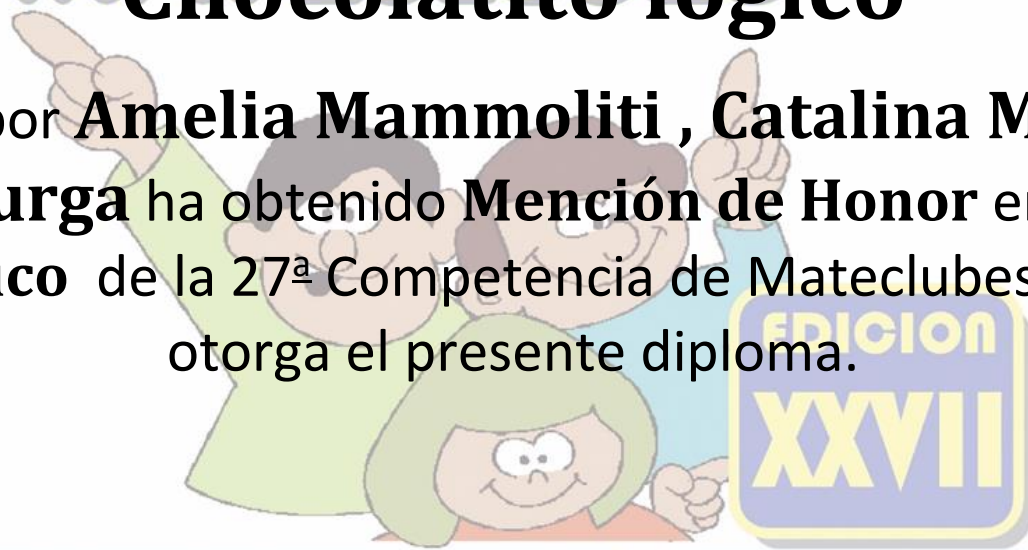 Chocolatito lógico
por Amelia Mammoliti , Catalina M
urga ha obtenido Mención de Honor en
ico de la 27ª Competencia de Mateclubes
otorga el presente diploma.
EDICION
XXVII